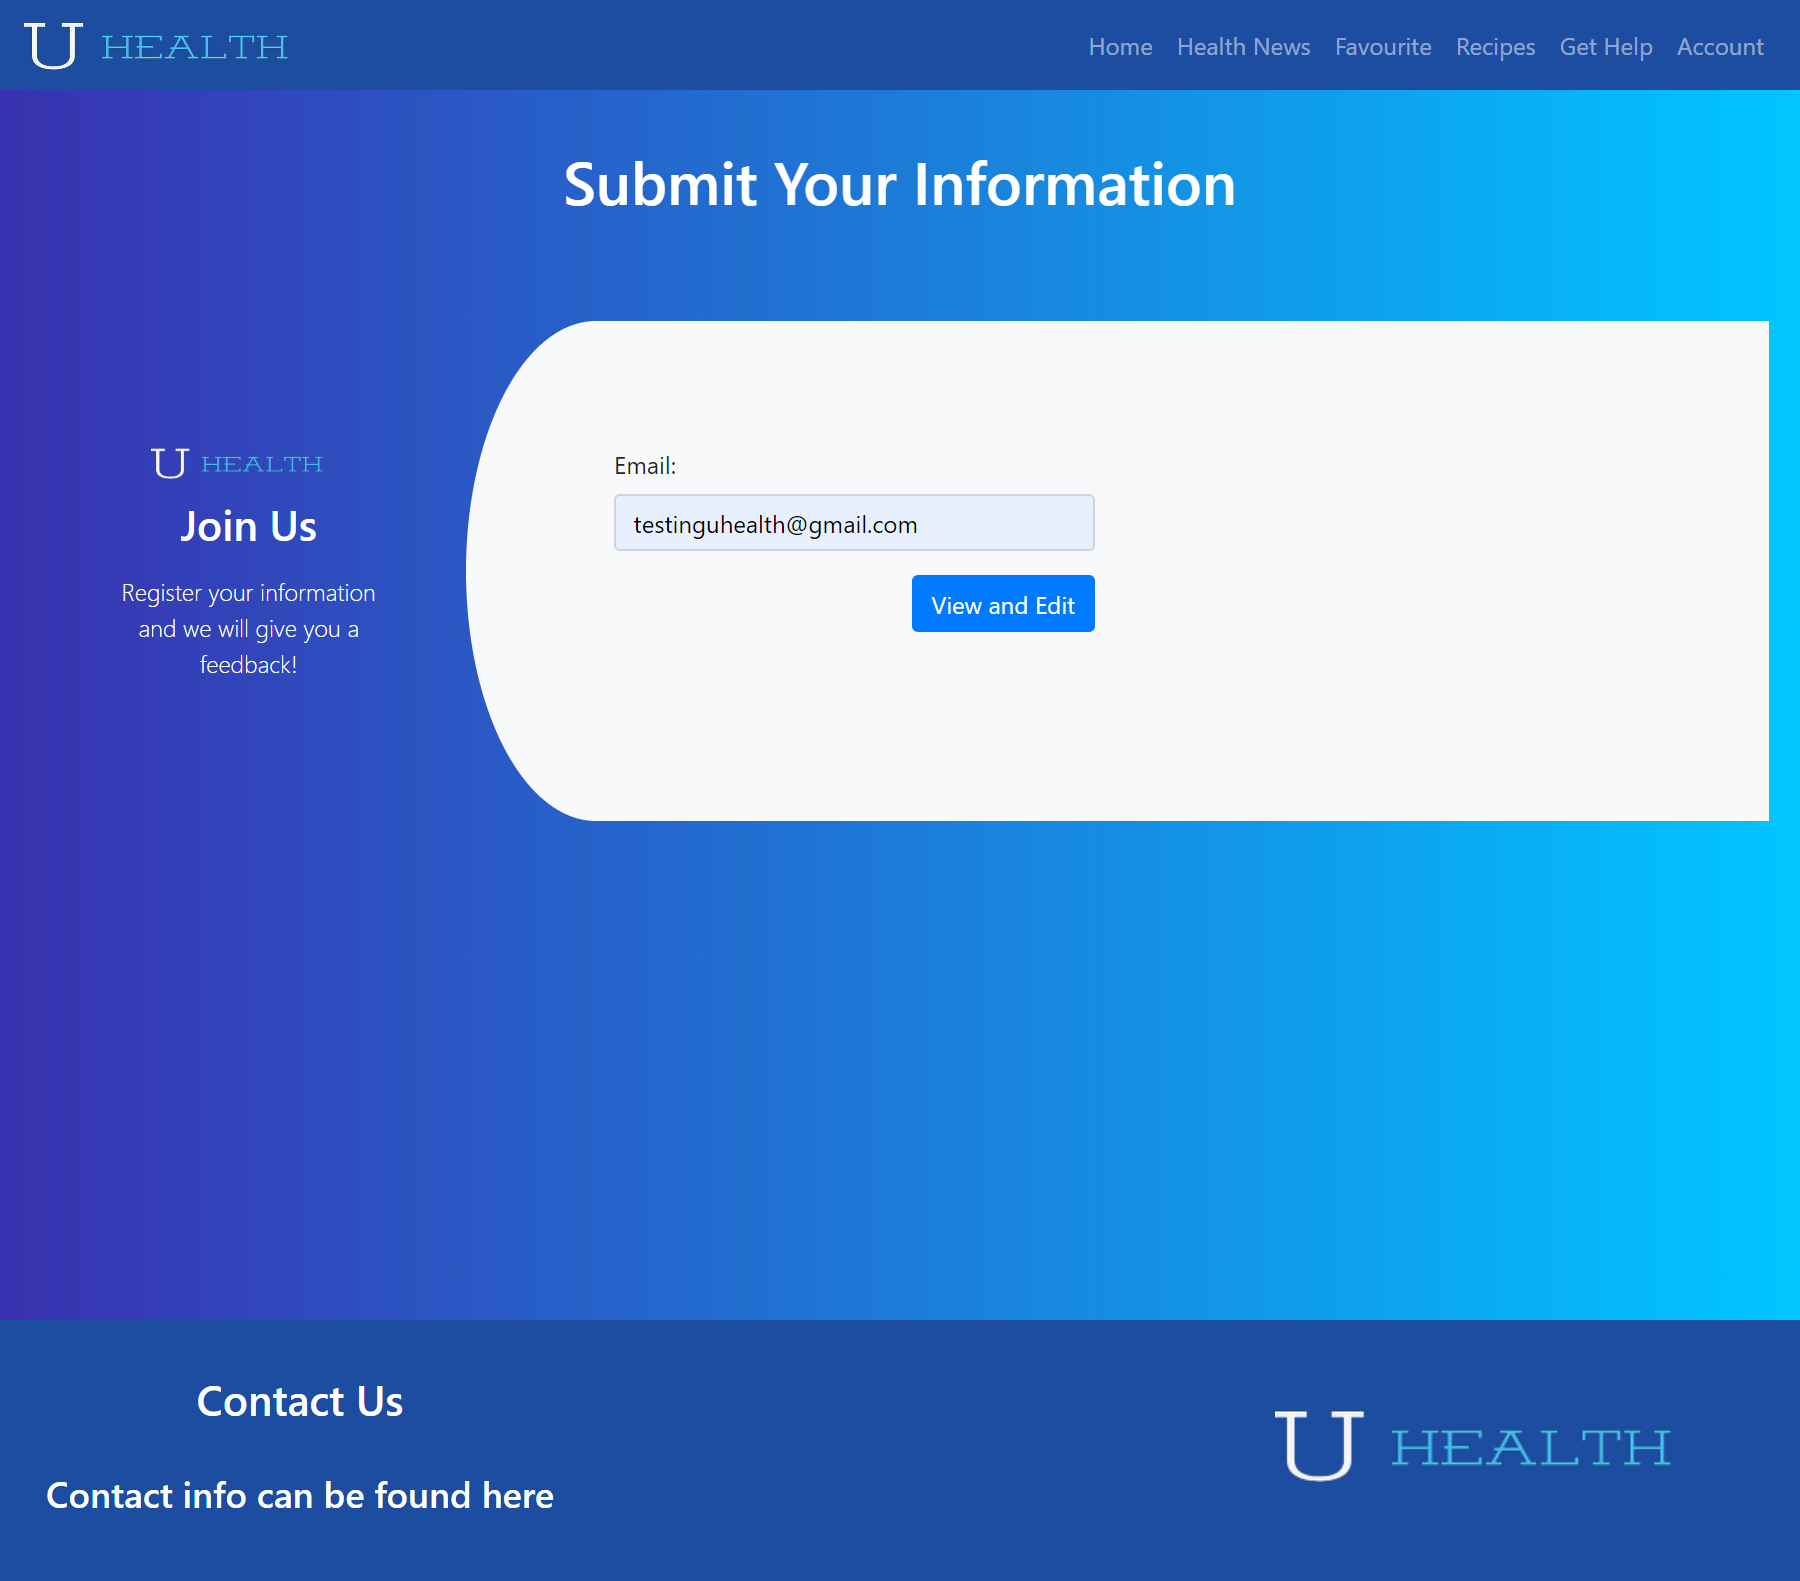 U HEALTH
Home Health News Favourite Recipes Get Help Account
Submit Your Information
U HEALTH
Join Us
Register your information
and we will give you a
feedback!
Email:
testinguhealth@gmail.com
View and Edit
Contact Us
Contact info can be found here
U HEALTH